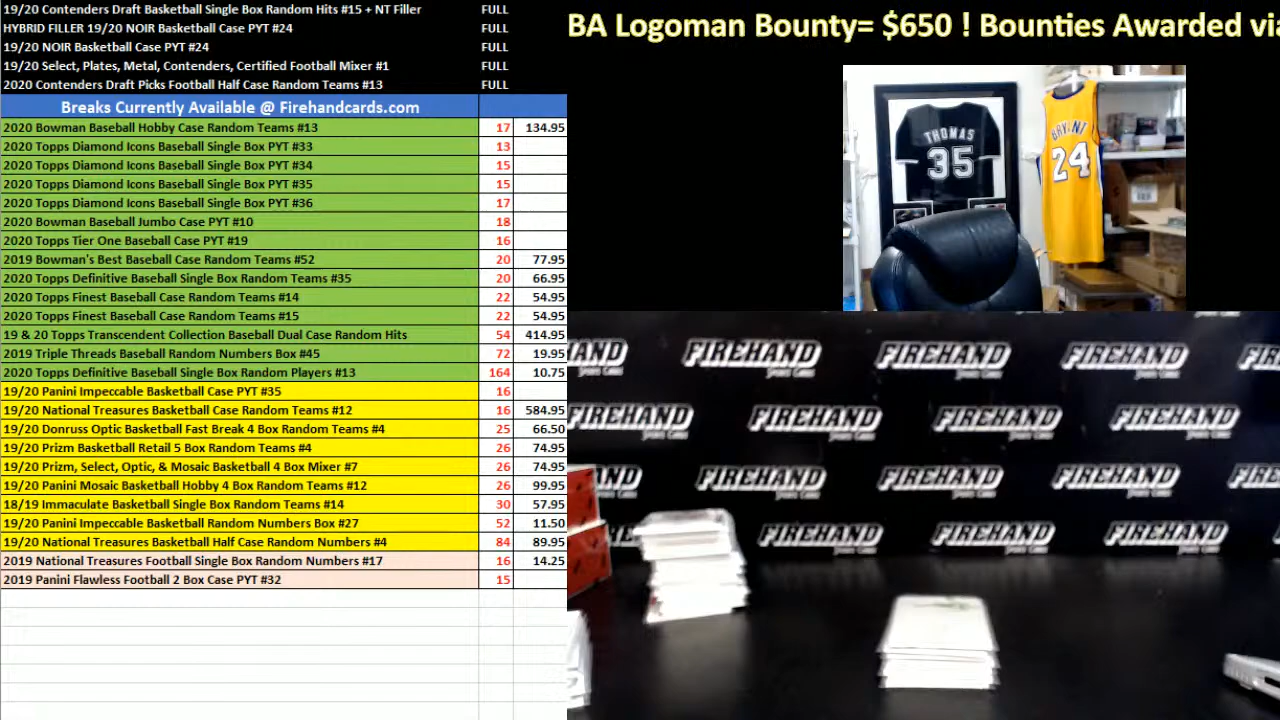 19/20 Contenders Draft Basketball Single Box Random Hits #15 + NT Filler FULL
HYBRID FILLER 19/20 NOIR Basketball Case PYT #24 FULL
19/20 NOIR Basketball Case PYT #24 FULL
19/20 Select, Plates, Metal, Contenders, Certified Football Mixer #1 FULL
2020 Contenders Draft Picks Football Half Case Random Teams #13 FULL
Breaks Currently Available @ Firehandcards.com
2020 Bowman Baseball Hobby Case Random Teams #13 17 134.95
2020 Topps Diamond Icons Baseball Single Box PYT #33 13
2020 Topps Diamond Icons Baseball Single Box PYT #34 15
2020 Topps Diamond Icons Baseball Single Box PYT #35 15
2020 Topps Diamond Icons Baseball Single Box PYT #36 17
2020 Bowman Baseball Jumbo Case PYT #10 18
2020 Topps Tier One Baseball Case PYT #19 16
2019 Bowman's Best Baseball Case Random Teams #52 20 77.95
2020 Topps Definitive Baseball Single Box Random Teams #35 20 66.95
2020 Topps Finest Baseball Case Random Teams #14 22 54.95
2020 Topps Finest Baseball Case Random Teams #15 22 54.95
19 & 20 Topps Transcendent Collection Baseball Dual Case Random Hits 54 414.95
2019 Triple Threads Baseball Random Numbers Box #45 72 19.95
2020 Topps Definitive Baseball Single Box Random Players #13 164 10.75
19/20 Panini Impeccable Basketball Case PYT #35 16
19/20 National Treasures Basketball Case Random Teams #12 16 584.95
19/20 Donruss Optic Basketball Fast Break 4 Box Random Teams #4 25 66.50
19/20 Prizm Basketball Retail 5 Box Random Teams #4 26 74.95
19/20 Prizm, Select, Optic, & Mosaic Basketball 4 Box Mixer #7 26 74.95
19/20 Panini Mosaic Basketball Hobby 4 Box Random Teams #12 26 99.95
18/19 Immaculate Basketball Single Box Random Teams #14 30 57.95
19/20 Panini Impeccable Basketball Random Numbers Box #27 52 11.50
19/20 National Treasures Basketball Half Case Random Numbers #4 84 89.95
2019 National Treasures Football Single Box Random Numbers #17 16 14.25
2019 Panini Flawless Football 2 Box Case PYT #32 15
BA Logoman Bounty= $650 ! Bounties Awarded via
THOMAS
35
BRYANT
24
HAND FIREHAND FIREHAND FIREHAND FIREH
FIREHAND FIREHAND FIREHAND FIREHAND
HAND FIREHAND FIREHAND FIREHAND FIREH
FIREHAND FIREHAND FIREHAND